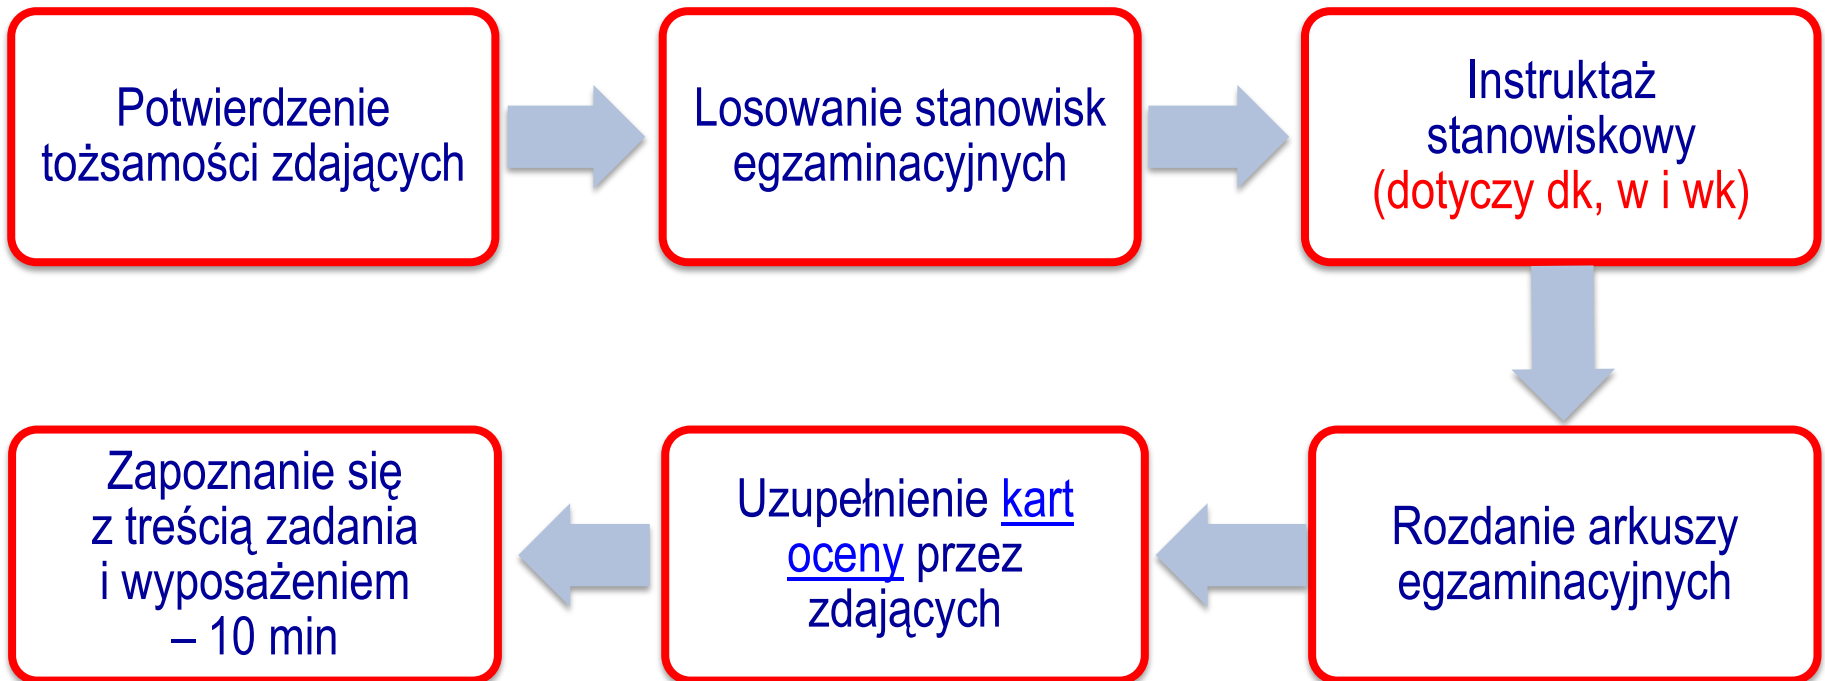 Potwierdzenie
tożsamości zdających
Losowanie stanowisk
egzaminacyjnych
Instruktaż
stanowiskowy
(dotyczy dk, w i wk)
Rozdanie arkuszy
egzaminacyjnych
Uzupełnienie kart
oceny przez
zdających
Zapoznanie się
z treścią zadania
i wyposażeniem
– 10 min